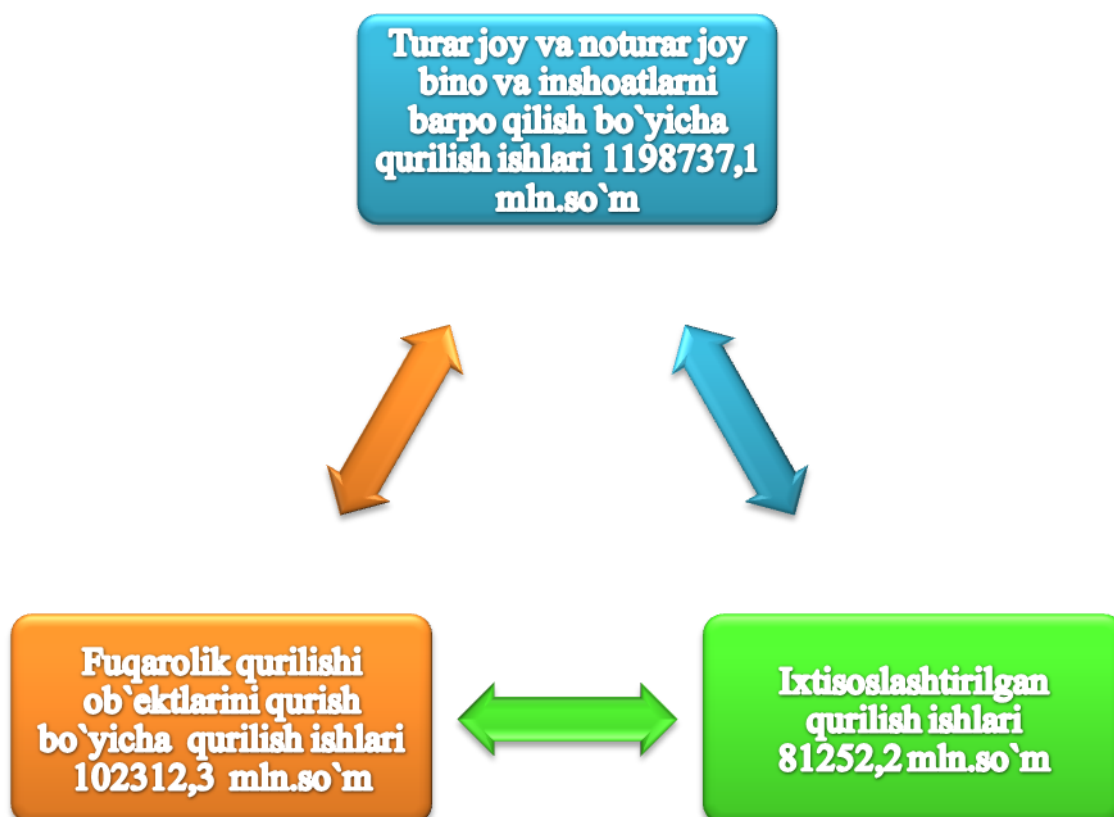 Turar joy va noturar joy
bino va inshoatlarni
barpo qilish bo`yicha
qurilish ishlari 1198737,1
mln.so`m
Fuqarolik qurilishi
ob`ektlarini qurish
bo`yicha qurilish ishlari
102312,3 mln.so`m
Ixtisoslashtirilgan
qurilish ishlari
81252,2 mln.so`m